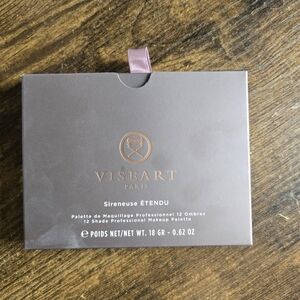 VISEART
PARIS
Sireneuse ÉTENDU
Palette de Maquillage Professionnel 12 Ombres
12 Shade Professional Makeup Palette
℮ POIDS NET/NET WT. 18 GR - 0.62 OZ